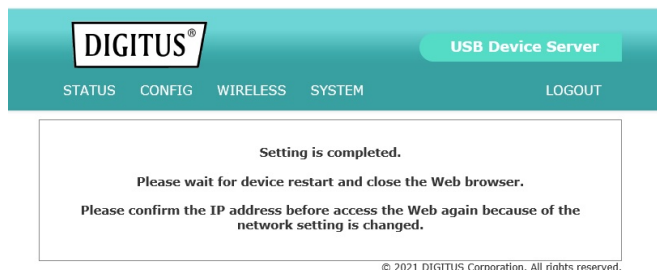 DIGITUS®
USB Device Server
STATUS CONFIG WIRELESS SYSTEM LOGOUT
Setting is completed.
Please wait for device restart and close the Web browser.
Please confirm the IP address before access the Web again because of the
network setting is changed.
© 2021 DIGITUS Corporation. All rights reserved.